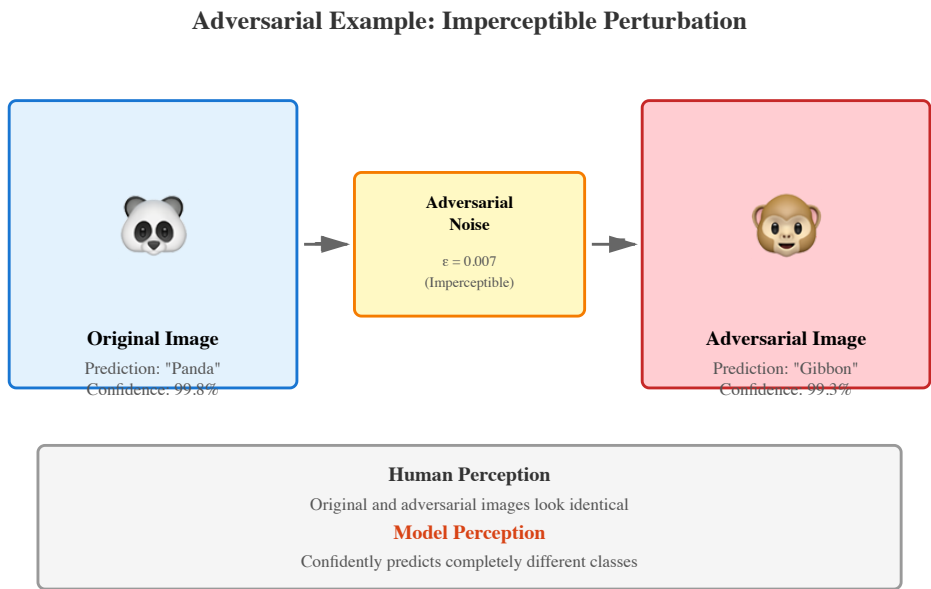 Adversarial Example: Imperceptible Perturbation
Adversarial
Noise
ε = 0.007
(Imperceptible)
Original Image
Prediction: "Panda"
Confidence: 99.8%
Adversarial Image
Prediction: "Gibbon"
Confidence: 99.3%
Human Perception
Original and adversarial images look identical
Model Perception
Confidently predicts completely different classes